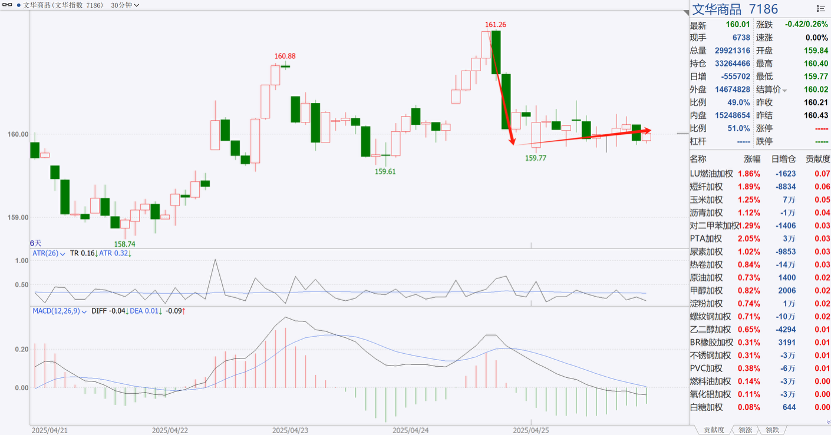 文华商品(文华指数 7186) 30分钟
文华商品 7186
最新 160.01 涨跌 -0.42/0.26%
现手 6738 速涨 0.00%
总量 29921316 开盘 159.84
持仓 33264466 最高 160.40
日增 -555702 最低 159.77
外盘 14674828 结算价 160.02
比例 49.0% 昨收 160.21
内盘 15248654 昨结 160.43
比例 51.0% 涨停 -----
杠杆 ----- 跌停 -----
名称 涨幅 日增仓 贡献度
LU燃油加权 1.86% -1623 0.07
短纤加权 1.89% -8834 0.06
玉米加权 1.25% 7万 0.05
沥青加权 1.12% -1万 0.04
对二甲苯加权 1.29% -1406 0.03
PTA加权 2.05% 3万 0.03
尿素加权 1.02% -9853 0.03
热卷加权 0.84% -14万 0.03
原油加权 0.73% 1400 0.02
甲醇加权 0.82% 2006 0.02
淀粉加权 0.74% 1万 0.02
螺纹钢加权 0.71% -10万 0.02
乙二醇加权 0.65% -4294 0.01
BR橡胶加权 0.31% 3191 0.01
不锈钢加权 0.31% -3万 0.01
PVC加权 0.38% -6万 0.01
燃料油加权 0.14% -3万 0.00
氧化铝加权 0.11% -3万 0.00
白糖加权 0.08% 644 0.00
贡献度 领涨 领跌
161.26
160.88
160.00
159.61
159.77
159.00
158.74
6天
ATR(26) TR 0.16↓ATR 0.32↓
1.00
0.50
MACD(12,26,9) DIFF -0.04↓DEA 0.01↓ -0.09↑
0.20
0.00
2025/04/21 2025/04/22 2025/04/23 2025/04/24 2025/04/25